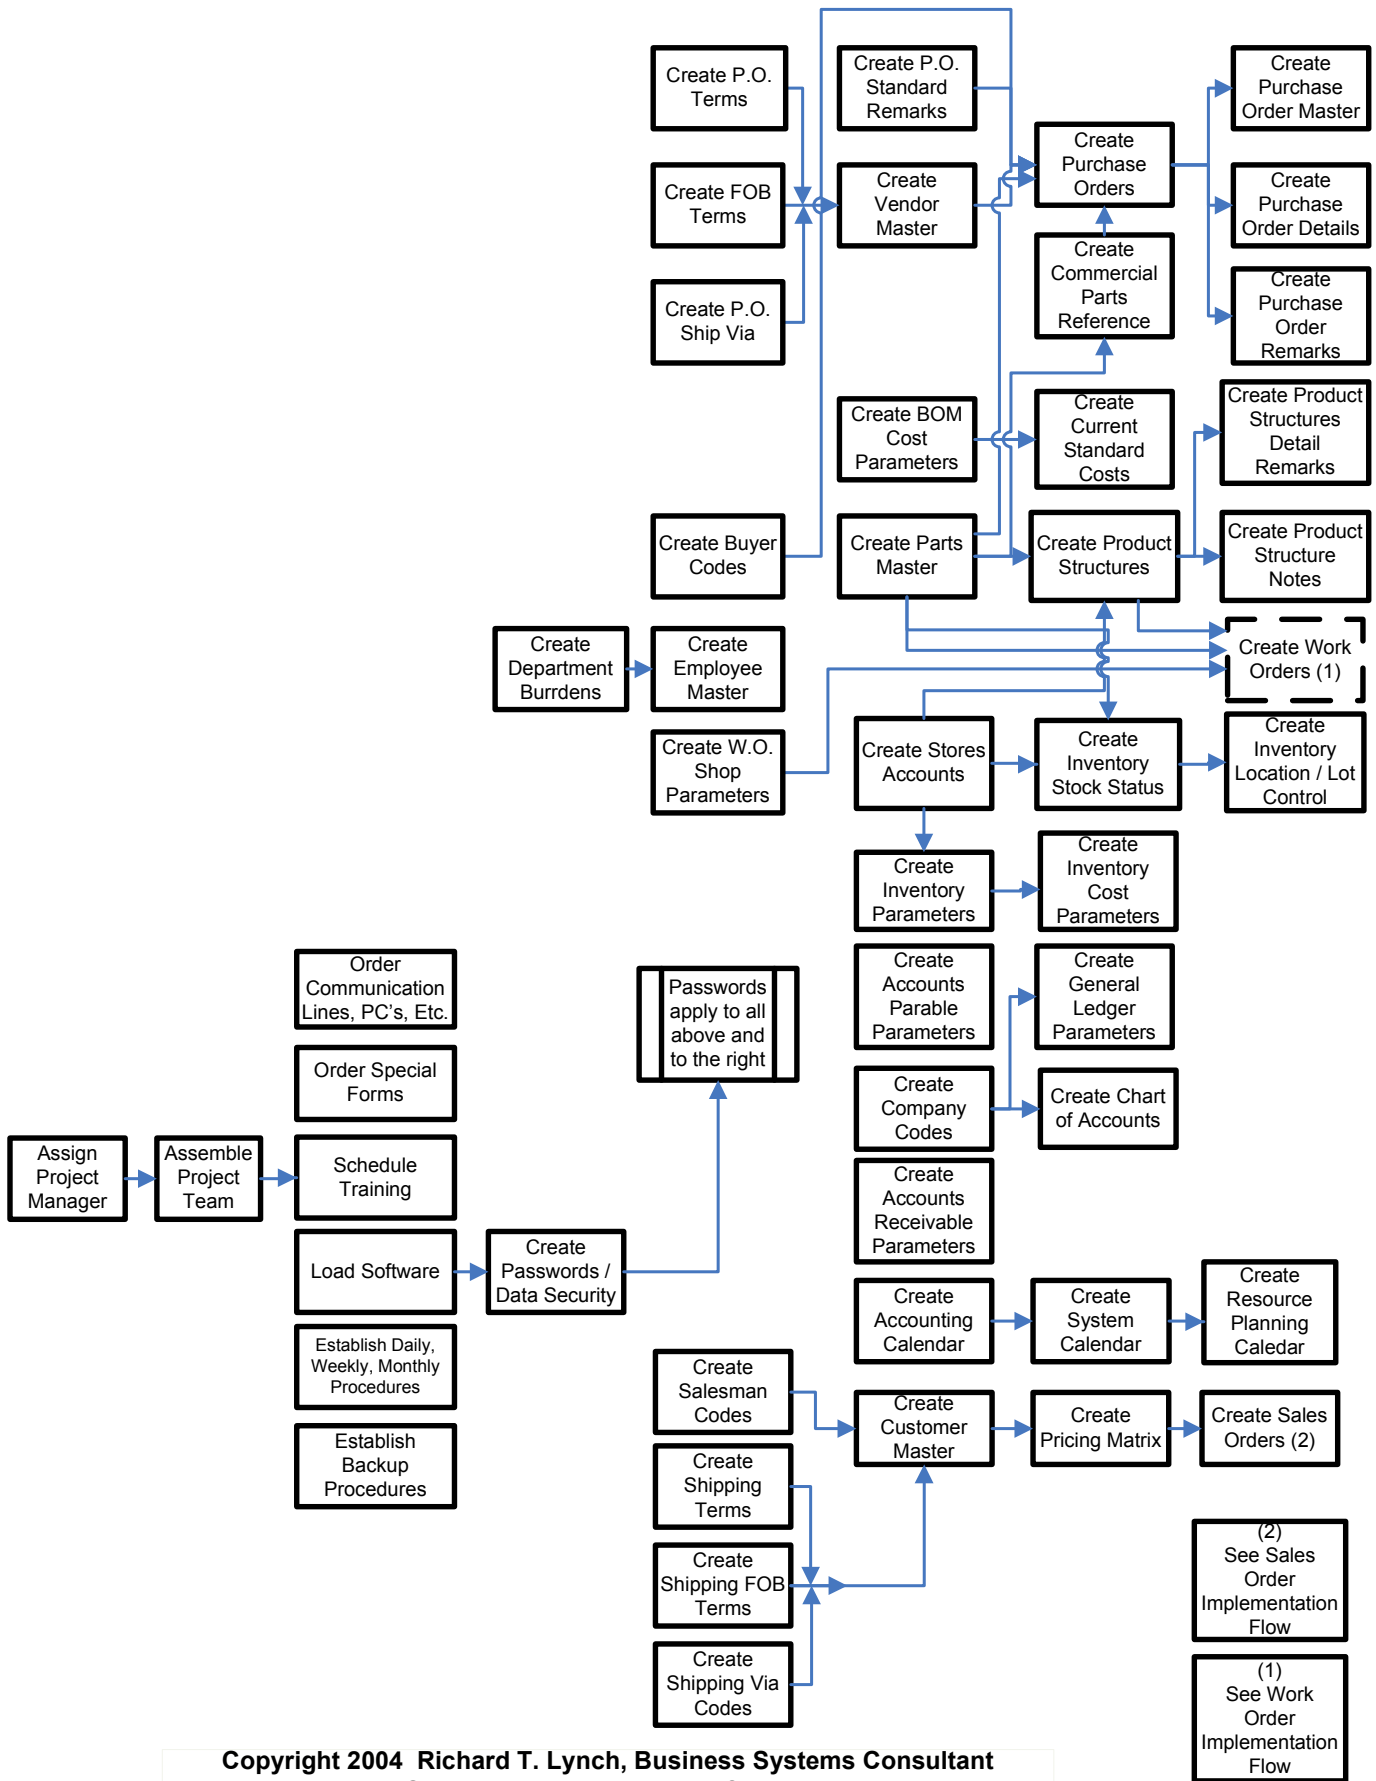 Create P.O.
Terms
Create P.O.
Standard
Remarks
Create
Purchase
Order Master
Create
Purchase
Orders
Create FOB
Terms
Create
Vendor
Master
Create
Purchase
Order Details
Create
Commercial
Parts
Reference
Create P.O.
Ship Via
Create
Purchase
Order
Remarks
Create BOM
Cost
Parameters
Create
Current
Standard
Costs
Create Product
Structures
Detail
Remarks
Create Buyer
Codes
Create Parts
Master
Create Product
Structures
Create Product
Structure
Notes
Create
Department
Burrdens
Create
Employee
Master
Create Work
Orders (1)
Create W.O.
Shop
Parameters
Create Stores
Accounts
Create
Inventory
Stock Status
Create
Inventory
Location / Lot
Control
Create
Inventory
Parameters
Create
Inventory
Cost
Parameters
Order
Communication
Lines, PC's, Etc.
Passwords
apply to all
above and
to the right
Create
Accounts
Parable
Parameters
Create
General
Ledger
Parameters
Order Special
Forms
Create
Company
Codes
Create Chart
of Accounts
Assign
Project
Manager
Assemble
Project
Team
Schedule
Training
Create
Accounts
Receivable
Parameters
Load Software
Create
Passwords /
Data Security
Create
Accounting
Calendar
Create
System
Calendar
Create
Resource
Planning
Caledar
Establish Daily,
Weekly, Monthly
Procedures
Create
Salesman
Codes
Create
Customer
Master
Create
Pricing Matrix
Create Sales
Orders (2)
Establish
Backup
Procedures
Create
Shipping
Terms
Create
Shipping FOB
Terms
Create
Shipping Via
Codes
(2)
See Sales
Order
Implementation
Flow
(1)
See Work
Order
Implementation
Flow
Copyright 2004 Richard T. Lynch, Business Systems Consultant